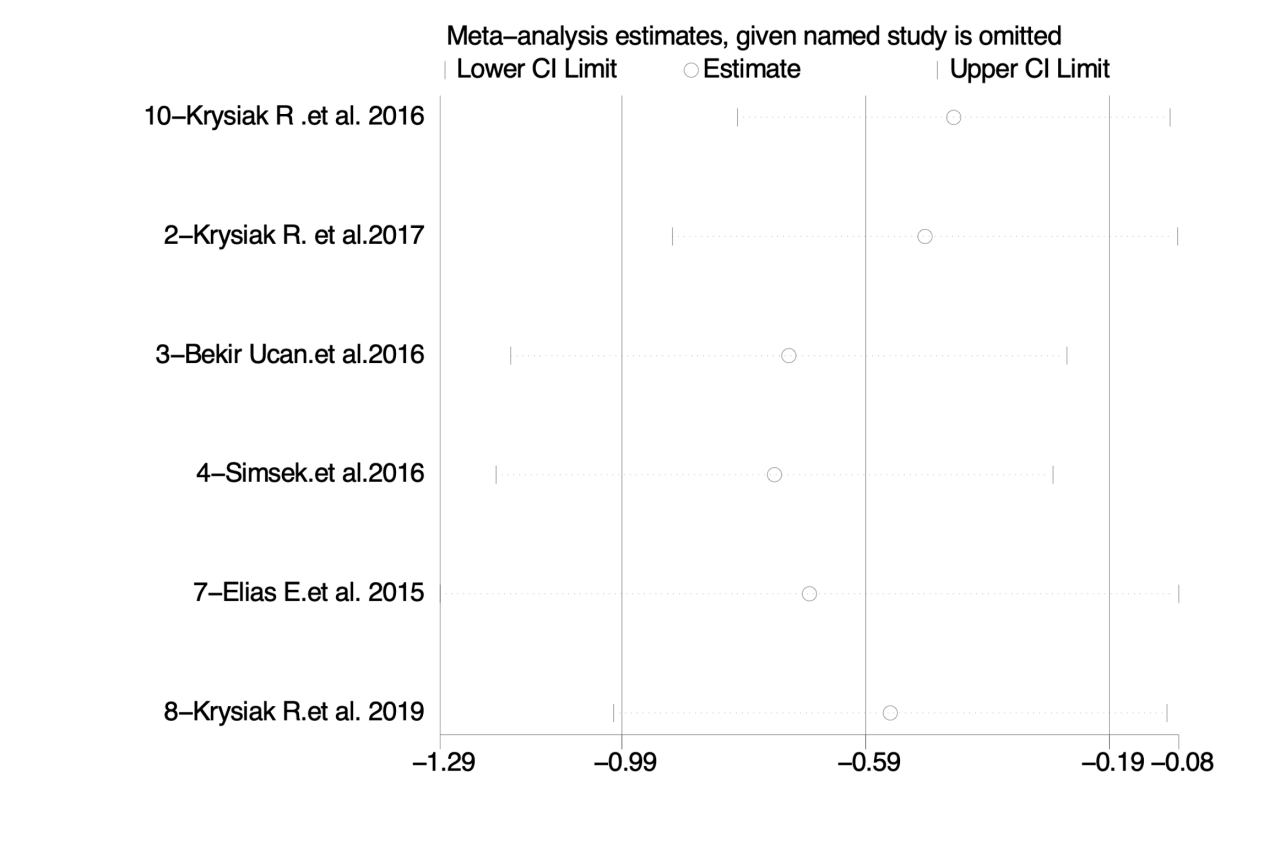 Meta–analysis estimates, given named study is omitted
Lower CI Limit Estimate Upper CI Limit
10–Krysiak R .et al. 2016
2–Krysiak R. et al.2017
3–Bekir Ucan.et al.2016
4–Simsek.et al.2016
7–Elias E.et al. 2015
8–Krysiak R.et al. 2019
–1.29 –0.99 –0.59 –0.19 –0.08